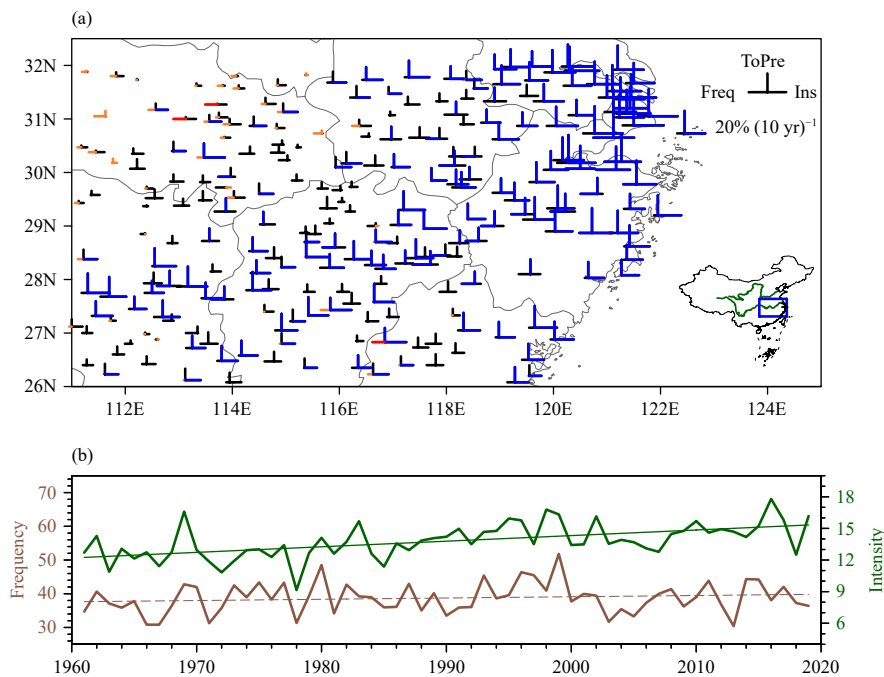 (a)
32N
31N
30N
29N
28N
27N
26N
ToPre
Freq
Ins
20% (10 yr)⁻¹
112E
114E
116E
118E
120E
122E
124E
(b)
Frequency
70
60
50
40
30
18
15
12
9
6
Intensity
1960
1970
1980
1990
2000
2010
2020